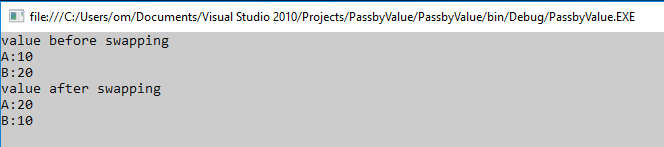 file:///C:/Users/om/Documents/Visual Studio 2010/Projects/PassbyValue/PassbyValue/bin/Debug/PassbyValue.EXE
value before swapping
A:10
B:20
value after swapping
A:20
B:10